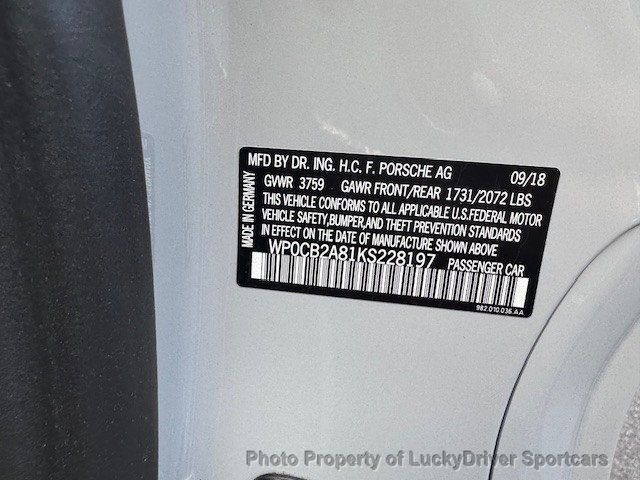 MFD BY DR. ING. H.C. F. PORSCHE AG 09/18
GVWR 3759 GAWR FRONT/REAR 1731/2072 LBS
THIS VEHICLE CONFORMS TO ALL APPLICABLE U.S.FEDERAL MOTOR
VEHICLE SAFETY,BUMPER,AND THEFT PREVENTION STANDARDS
IN EFFECT ON THE DATE OF MANUFACTURE SHOWN ABOVE
WP0CB2A81KS228197 PASSENGER CAR
MADE IN GERMANY
982.010.036.AA
Photo Property of LuckyDriver Sportcars